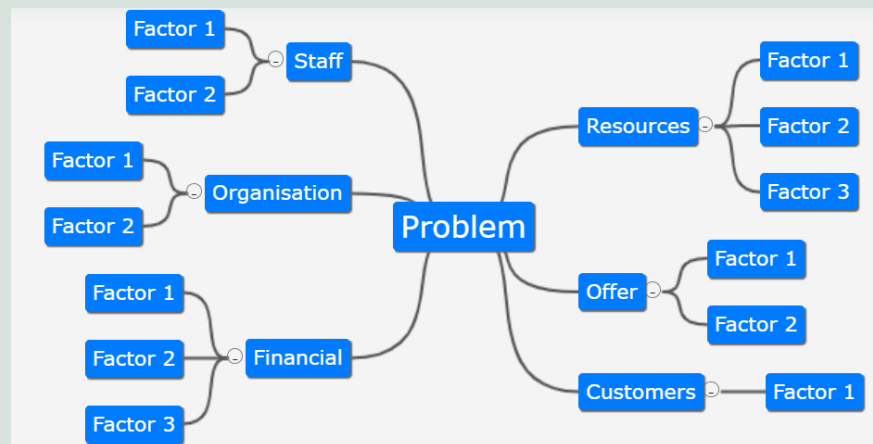 Problem
Staff
Factor 1
Factor 2
Organisation
Factor 1
Factor 2
Financial
Factor 1
Factor 2
Factor 3
Resources
Factor 1
Factor 2
Factor 3
Offer
Factor 1
Factor 2
Customers
Factor 1